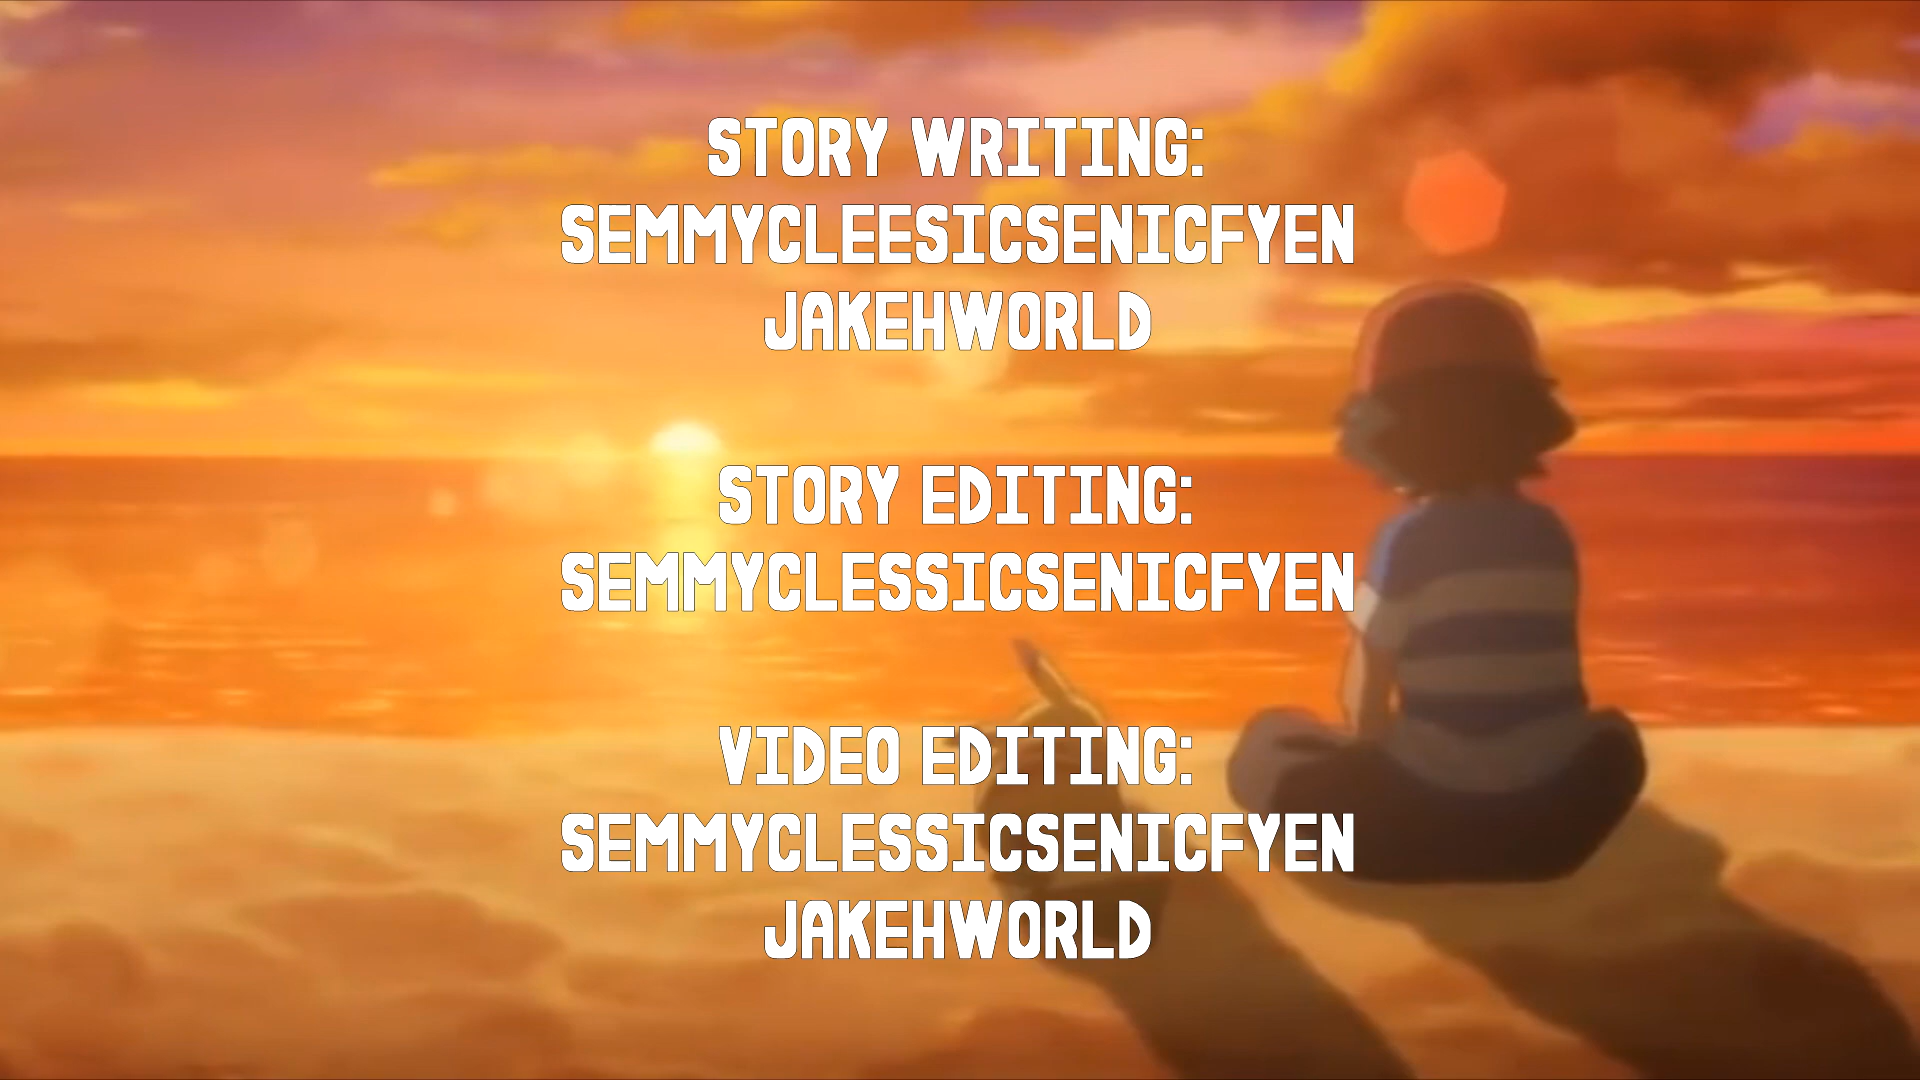 STORY WRITING:
SEMMYCLEESICSENICFYEN
JAKEHWORLD
STORY EDITING:
SEMMYCLESSICSENICFYEN
VIDEO EDITING:
SEMMYCLESSICSENICFYEN
JAKEHWORLD